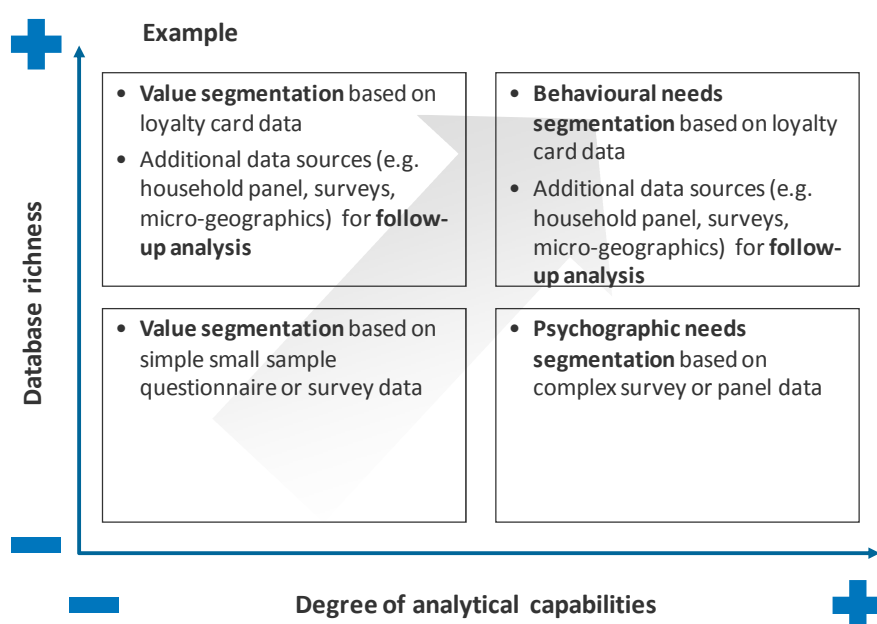 Example
• Value segmentation based on
loyalty card data
• Additional data sources (e.g.
household panel, surveys,
micro-geographics) for follow-
up analysis
• Behavioural needs
segmentation based on loyalty
card data
• Additional data sources (e.g.
household panel, surveys,
micro-geographics) for follow-
up analysis
Database richness
• Value segmentation based on
simple small sample
questionnaire or survey data
• Psychographic needs
segmentation based on
complex survey or panel data
Degree of analytical capabilities